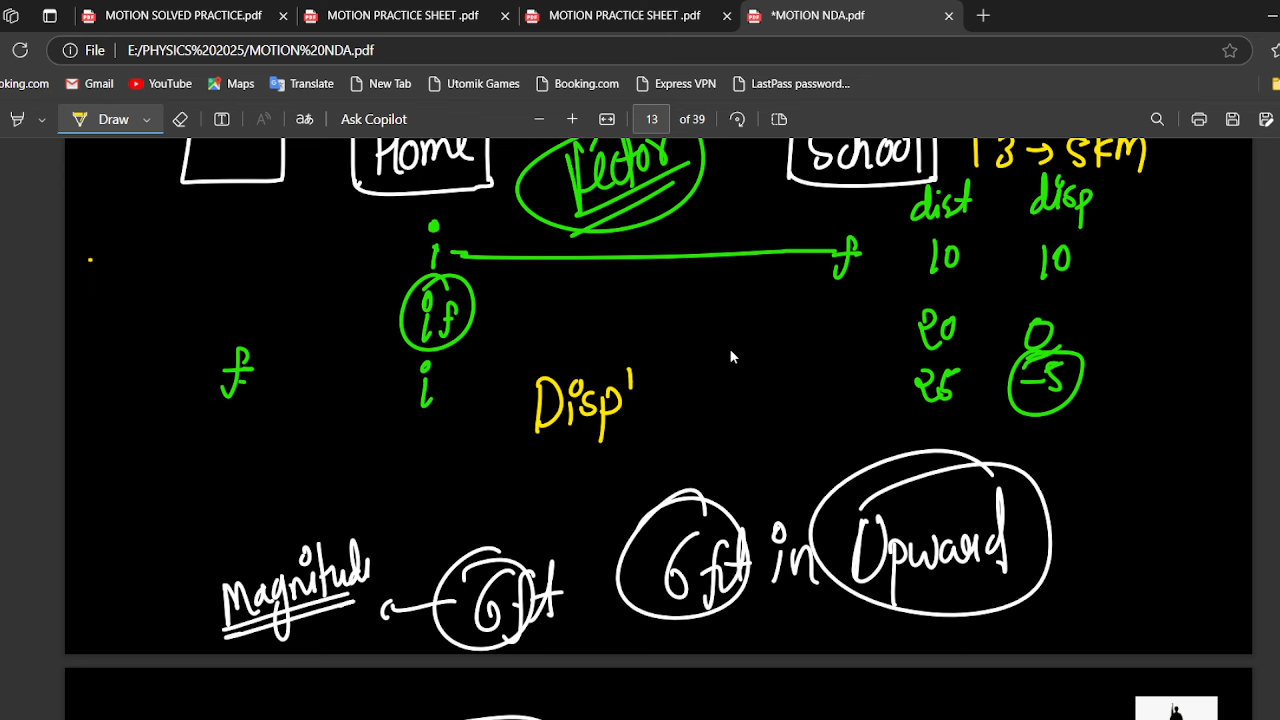 MOTION SOLVED PRACTICE.pdf MOTION PRACTICE SHEET .pdf MOTION PRACTICE SHEET .pdf *MOTION NDA.pdf
File E:/PHYSICS%202025/MOTION%20NDA.pdf
oking.com Gmail YouTube Maps Translate New Tab Utomik Games Booking.com Express VPN LastPass password...
Draw Ask Copilot 13 of 39
Home Vector School 3 → 5 KM
dist disp
i f 10 10
i f 20 0
f i 25 -5
Disp'
6ft in Upward
Magnitude 6ft